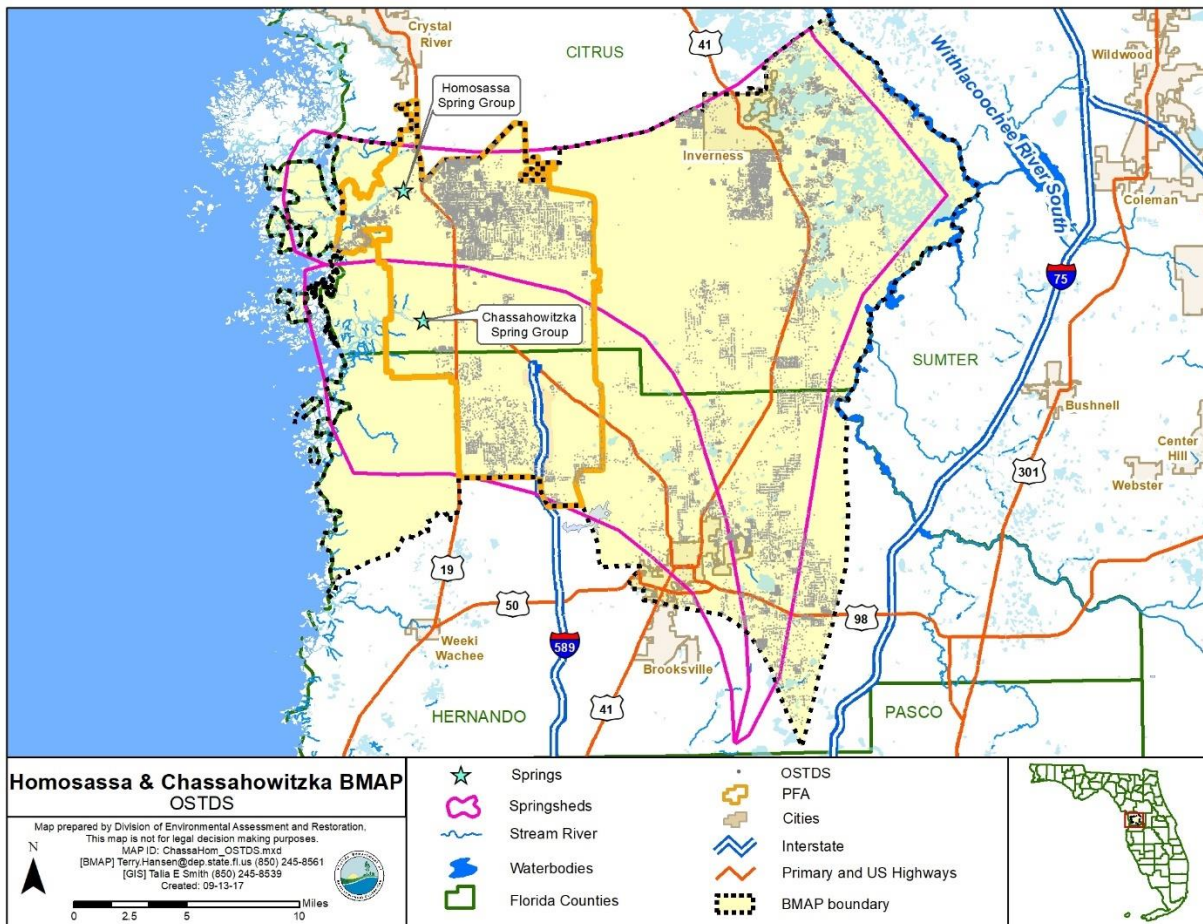 Crystal
River
CITRUS
41
Wildwood
Homosassa
Spring Group
Withlacoochee River South
Inverness
Coleman
75
Chassahowitzka
Spring Group
SUMTER
Bushnell
Center
Hill
301
Webster
19
50
98
Weeki
Wachee
589
Brooksville
41
HERNANDO
PASCO
Homosassa & Chassahowitzka BMAP
OSTDS
Map prepared by Division of Environmental Assessment and Restoration,
This map is not for legal decision making purposes.
MAP ID: ChassaHom_OSTDS.mxd
[BMAP] Terry.Hansen@dep.state.fl.us (850) 245-8561
[GIS] Talia E Smith (850) 245-8539
Created: 09-13-17
N
Miles
0 2.5 5 10
Springs
Springsheds
Stream River
Waterbodies
Florida Counties
OSTDS
PFA
Cities
Interstate
Primary and US Highways
BMAP boundary